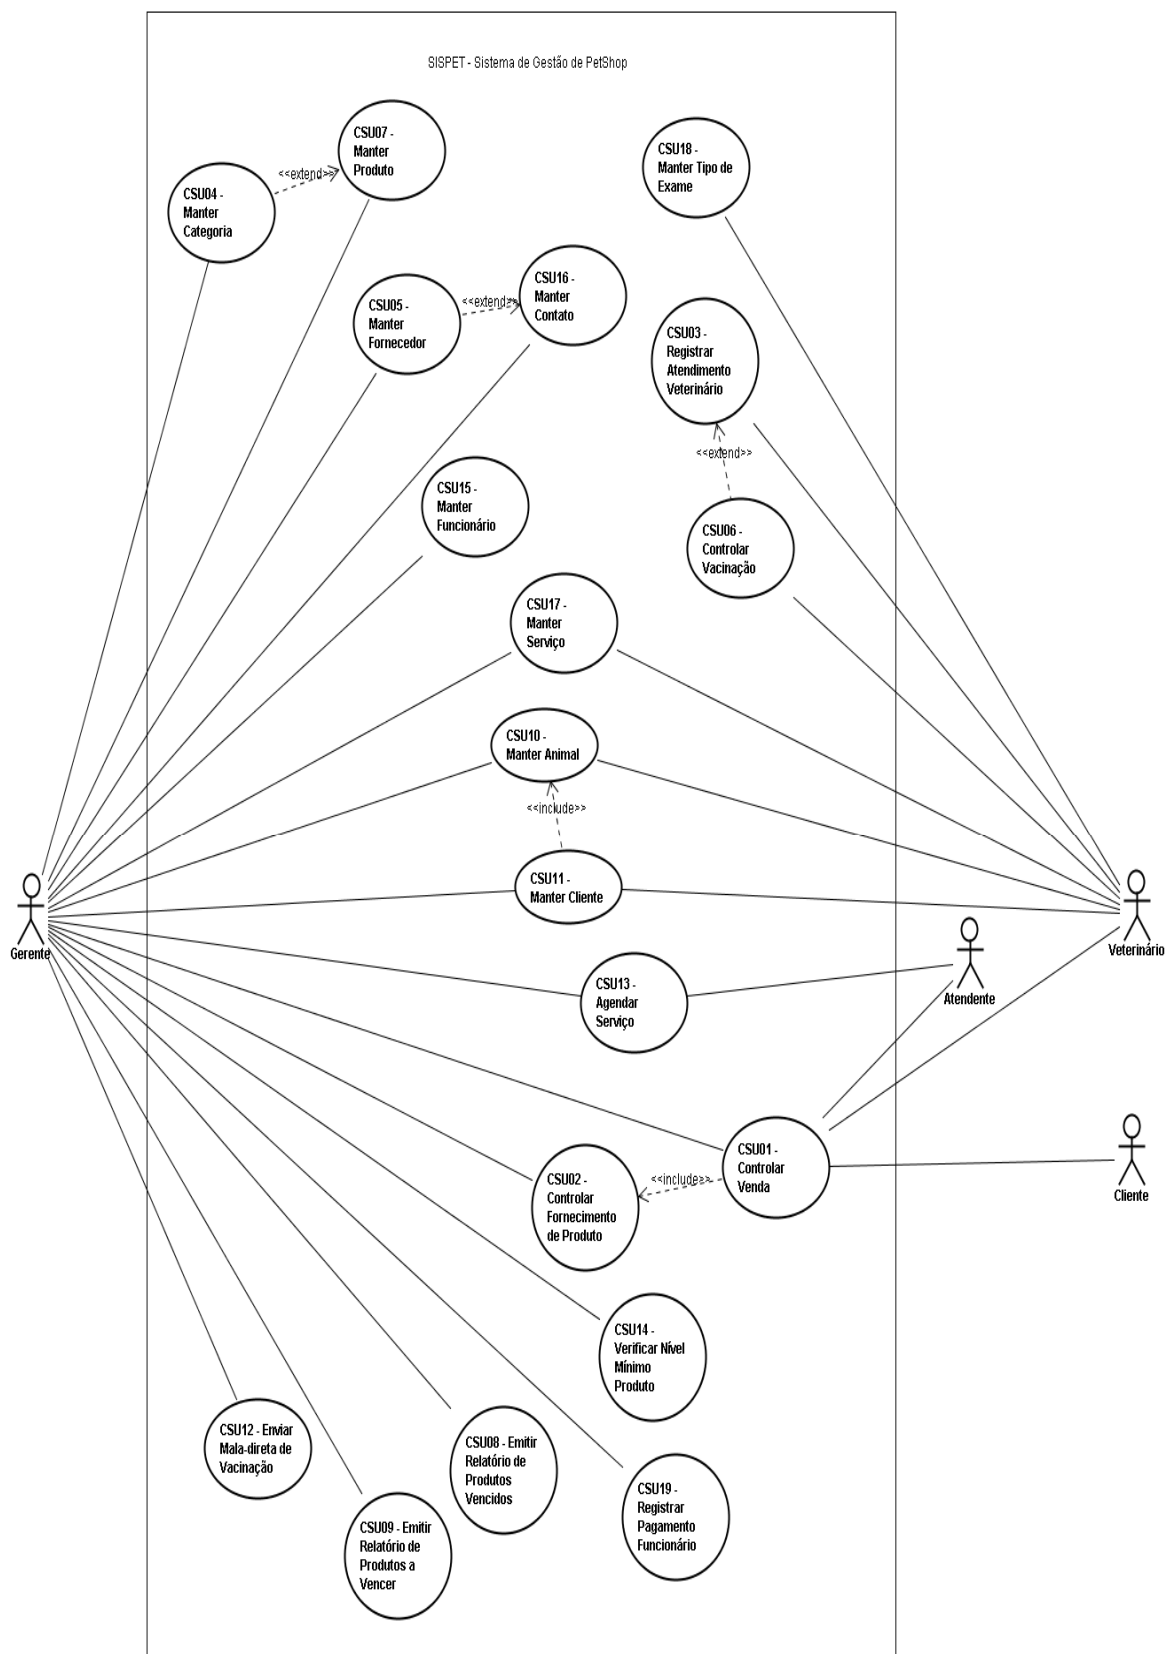 SISPET - Sistema de Gestão de PetShop
CSU07 -
Manter
Produto
CSU18 -
Manter Tipo de
Exame
<<extend>>
CSU04 -
Manter
Categoria
CSU16 -
Manter
Contato
<<extend>>
CSU05 -
Manter
Fornecedor
CSU03 -
Registrar
Atendimento
Veterinário
<<extend>>
CSU15 -
Manter
Funcionário
CSU06 -
Controlar
Vacinação
CSU17 -
Manter
Serviço
CSU10 -
Manter Animal
<<include>>
CSU11 -
Manter Cliente
Gerente
Veterinário
CSU13 -
Agendar
Serviço
Atendente
CSU01 -
Controlar
Venda
<<include>>
CSU02 -
Controlar
Fornecimento
de Produto
Cliente
CSU14 -
Verificar Nível
Mínimo
Produto
CSU12 - Enviar
Mala-direta de
Vacinação
CSU08 - Emitir
Relatório de
Produtos
Vencidos
CSU19 -
Registrar
Pagamento
Funcionário
CSU09 - Emitir
Relatório de
Produtos a
Vencer